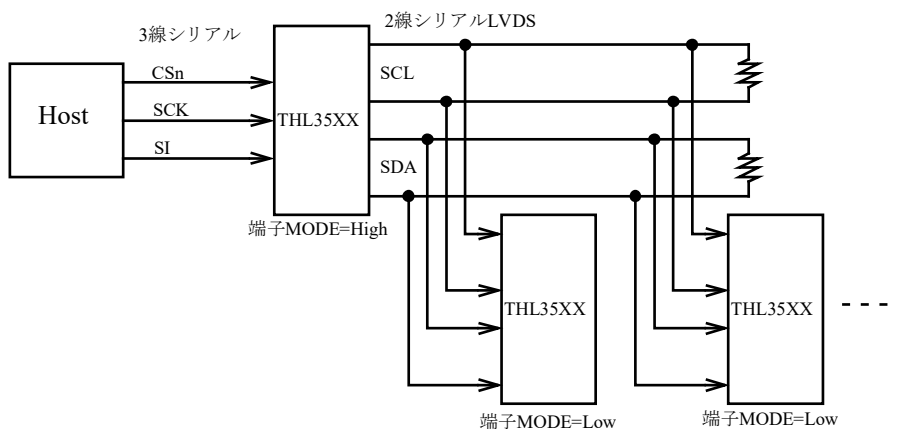 2線シリアルLVDS
3線シリアル
CSn
SCL
Host
SCK
THL35XX
SI
SDA
端子MODE=High
THL35XX
THL35XX
端子MODE=Low
端子MODE=Low